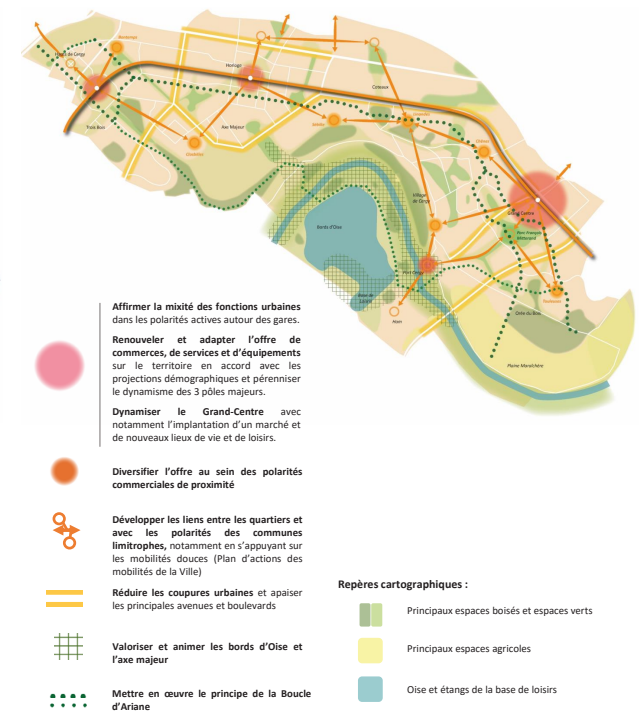 Hauts de Cergy
Horloge
Coteaux
Trois Bois
Axe Majeur
Village
de Cergy
Bords d'Oise
Grand Centre
Parc François
Mitterrand
Port Cergy
Base de
Loisirs
Ham
Croix du Bois
Plaine Maraîchère
Affirmer la mixité des fonctions urbaines
dans les polarités actives autour des gares.
Renouveler et adapter l'offre de
commerces, de services et d'équipements
sur le territoire en accord avec les
projections démographiques et pérenniser
le dynamisme des 3 pôles majeurs.
Dynamiser le Grand-Centre avec
notamment l'implantation d'un marché et
de nouveaux lieux de vie et de loisirs.
Diversifier l'offre au sein des polarités
commerciales de proximité
Développer les liens entre les quartiers et
avec les polarités des communes
limitrophes, notamment en s'appuyant sur
les mobilités douces (Plan d'actions des
mobilités de la Ville)
Réduire les coupures urbaines et apaiser
les principales avenues et boulevards
Valoriser et animer les bords d'Oise et
l'axe majeur
Mettre en œuvre le principe de la Boucle
d'Ariane
Repères cartographiques :
Principaux espaces boisés et espaces verts
Principaux espaces agricoles
Oise et étangs de la base de loisirs